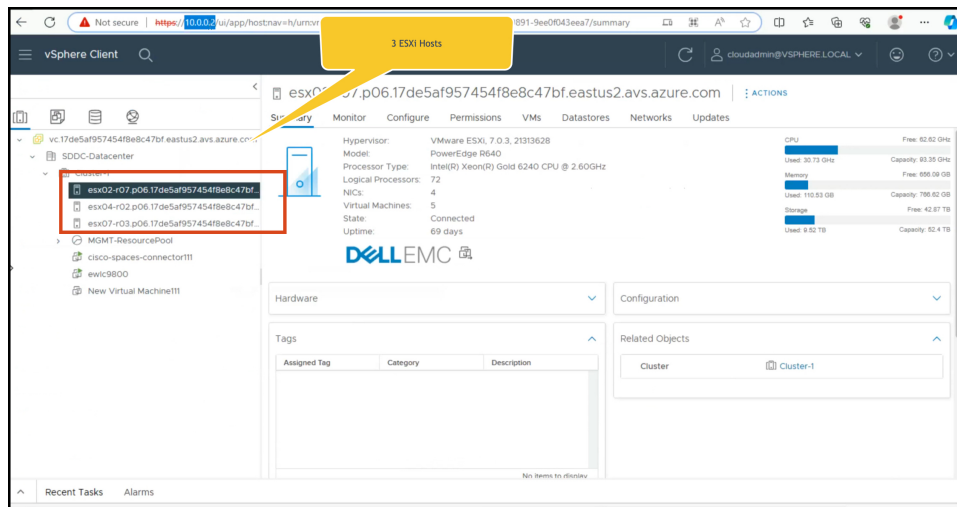 Not secure | https://10.0.0.2/ui/app/host;nav=h/urn:vr 0891-9ee0f043eea7/summary
3 ESXi Hosts
vSphere Client
cloudadmin@VSPHERE.LOCAL
.p06.17de5af957454f8e8c47bf.eastus2.avs.azure.com
ACTIONS
Summary Monitor Configure Permissions VMs Datastores Networks Updates
vc.17de5af957454f8e8c47bf.eastus2.avs.azure.com
SDDC-Datacenter
Cluster-1
esx02-r07.p06.17de5af957454f8e8c47bf...
esx04-r02.p06.17de5af957454f8e8c47bf...
esx07-r03.p06.17de5af957454f8e8c47bf...
MGMT-ResourcePool
cisco-spaces-connector111
ewlc9800
New Virtual Machine111
Hypervisor: VMware ESXi, 7.0.3, 21313628
Model: PowerEdge R640
Processor Type: Intel(R) Xeon(R) Gold 6240 CPU @ 2.60GHz
Logical Processors: 72
NICs: 4
Virtual Machines: 5
State: Connected
Uptime: 69 days
DELLEMC
CPU Free: 62.62 GHz
Used: 30.73 GHz Capacity: 93.35 GHz
Memory Free: 656.09 GB
Used: 110.53 GB Capacity: 766.62 GB
Storage Free: 42.87 TB
Used: 9.52 TB Capacity: 52.4 TB
Hardware
Configuration
Tags
Assigned Tag Category Description
No items to display
Related Objects
Cluster Cluster-1
Recent Tasks Alarms